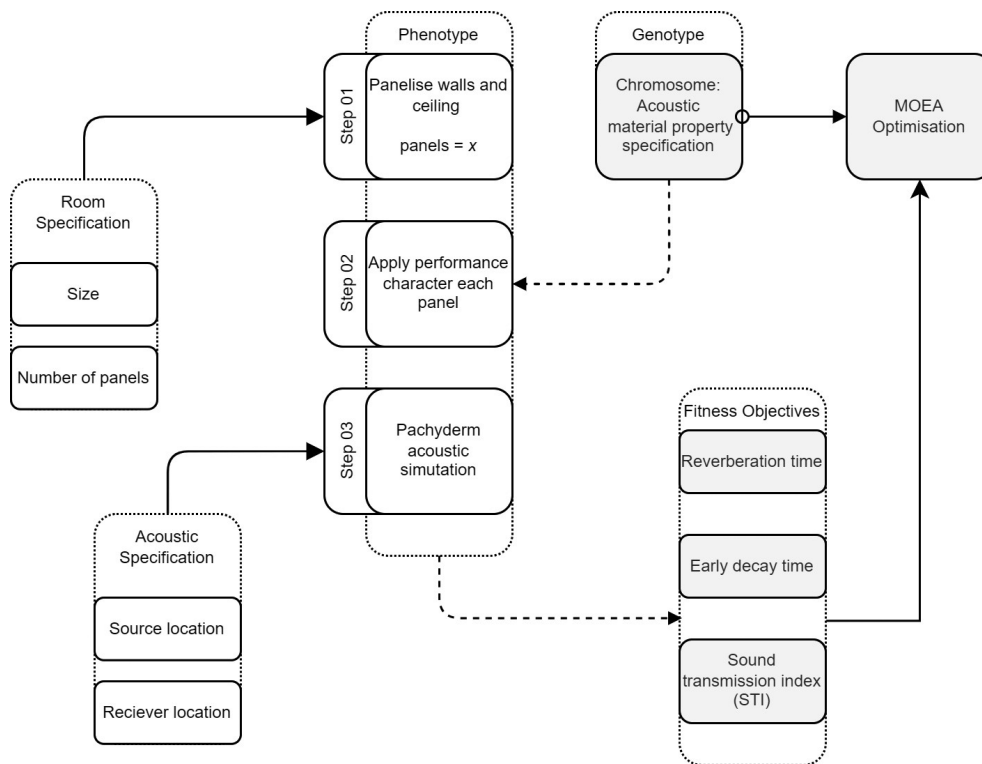 Phenotype
Genotype
Step 01
Panelise walls and
ceiling
panels = x
Chromosome:
Acoustic
material property
specification
MOEA
Optimisation
Room
Specification
Size
Number of panels
Step 02
Apply performance
character each
panel
Step 03
Pachyderm
acoustic
simutation
Fitness Objectives
Reverberation time
Early decay time
Sound
transmission index
(STI)
Acoustic
Specification
Source location
Reciever location